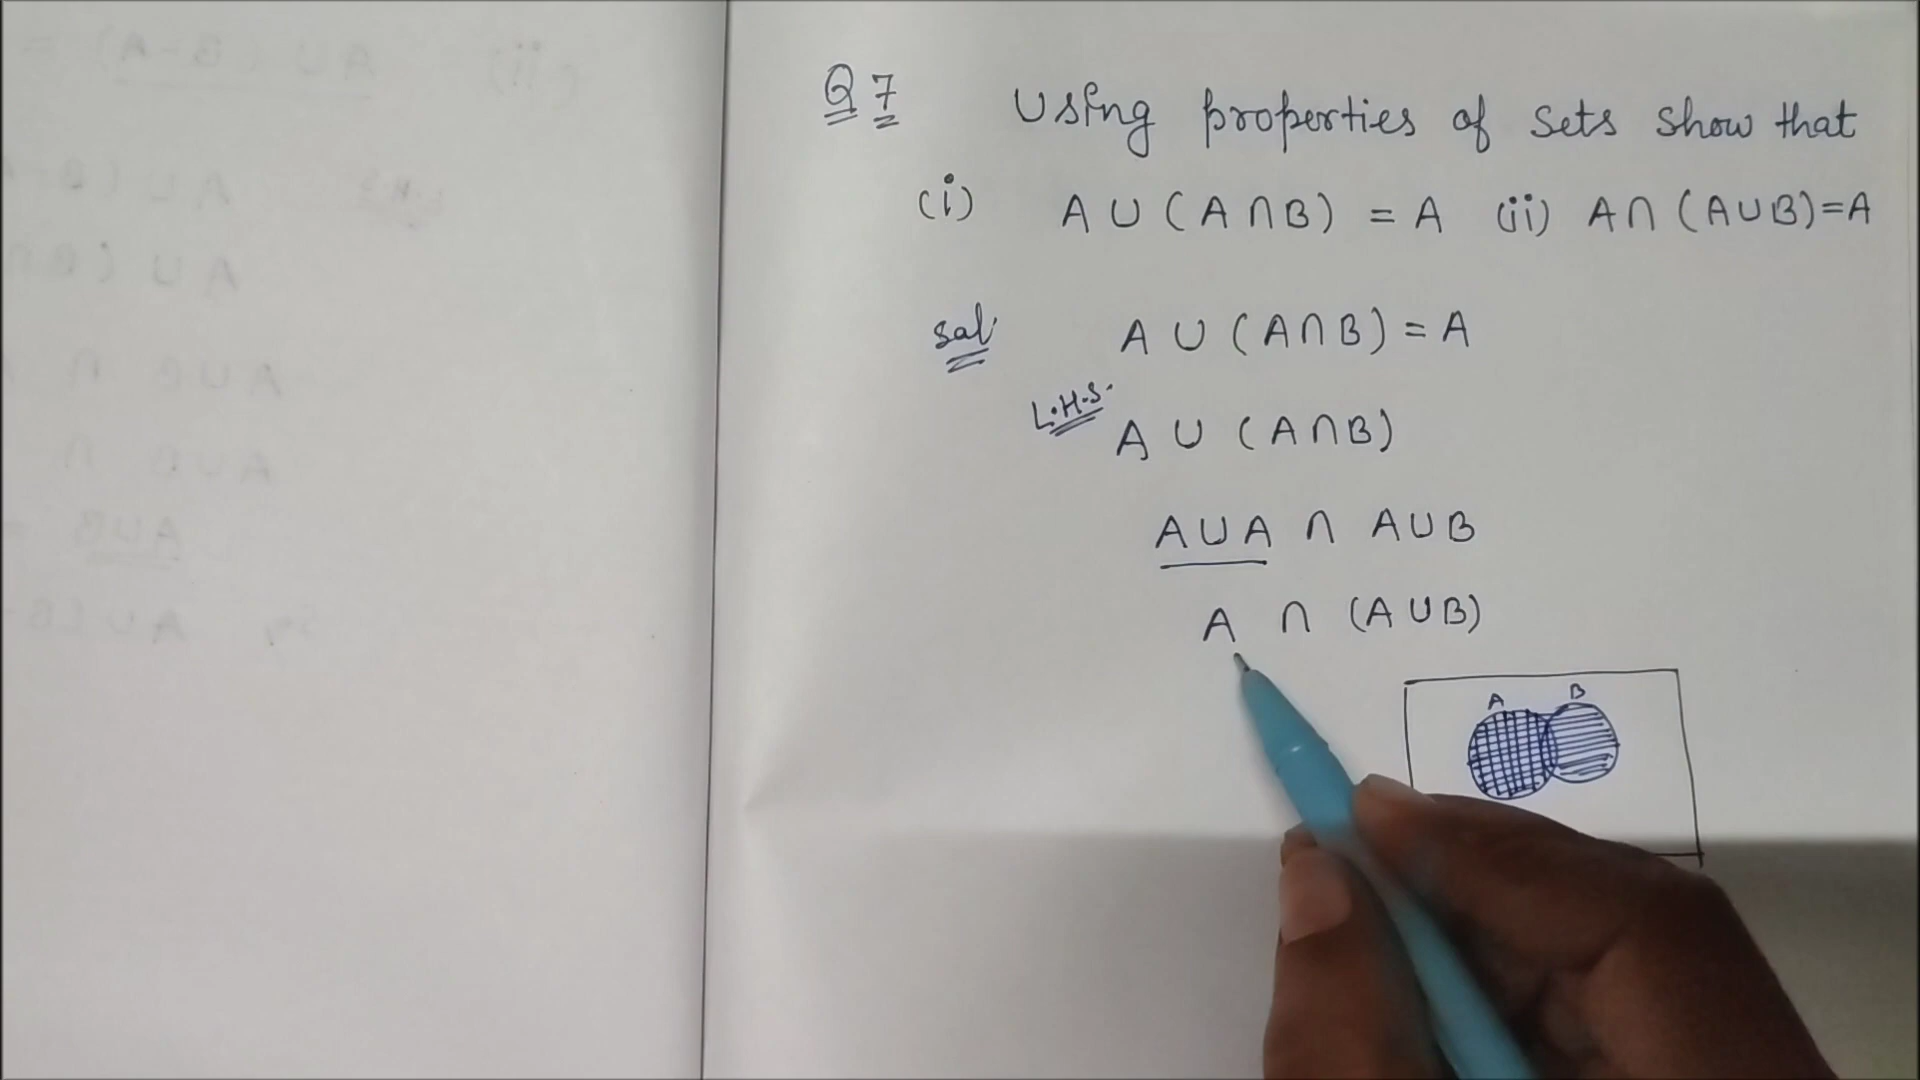 Q7 Using properties of sets show that
(i) A ∪ (A ∩ B) = A (ii) A ∩ (A ∪ B) = A
Sol A ∪ (A ∩ B) = A
L.H.S. A ∪ (A ∩ B)
A ∪ A ∩ A ∪ B
A ∩ (A ∪ B)
A B